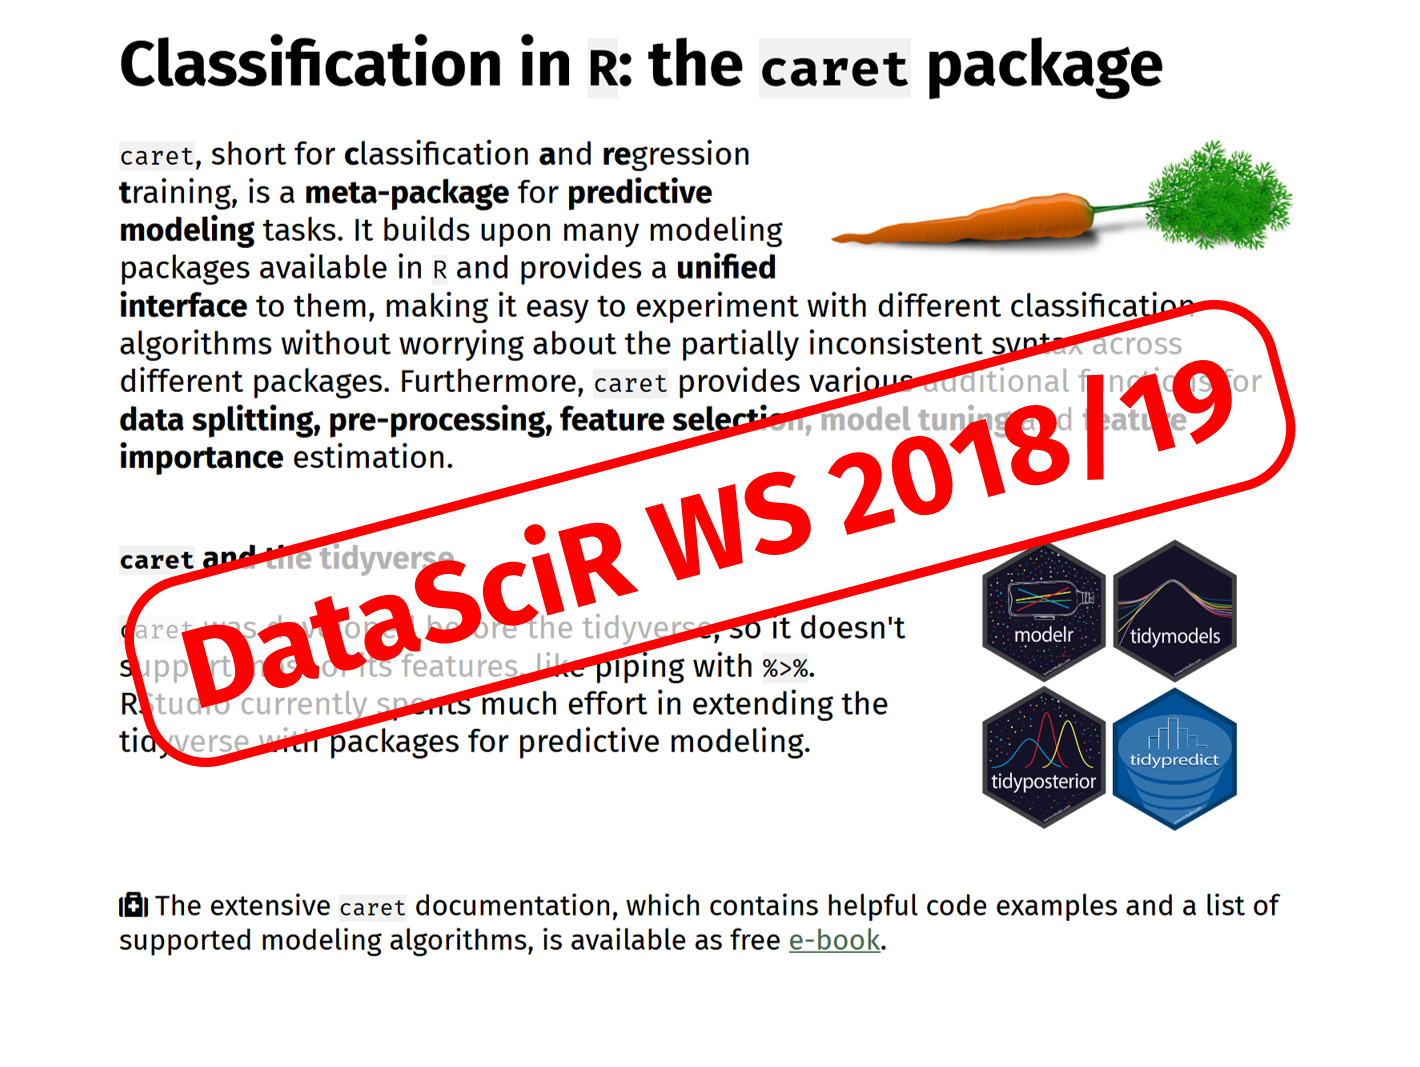 Classification in R: the caret package
caret, short for classification and regression
training, is a meta-package for predictive
modeling tasks. It builds upon many modeling
packages available in R and provides a unified
interface to them, making it easy to experiment with different classification
algorithms without worrying about the partially inconsistent syntax across
different packages. Furthermore, caret provides various additional functions for
data splitting, pre-processing, feature selection, model tuning and feature
importance estimation.
DataSciR WS 2018/19
caret and the tidyverse
caret was developed before the tidyverse, so it doesn't
support most of its features, like piping with %>%.
RStudio currently spents much effort in extending the
tidyverse with packages for predictive modeling.
modelr
tidymodels
tidyposterior
tidypredict
The extensive caret documentation, which contains helpful code examples and a list of
supported modeling algorithms, is available as free e-book.